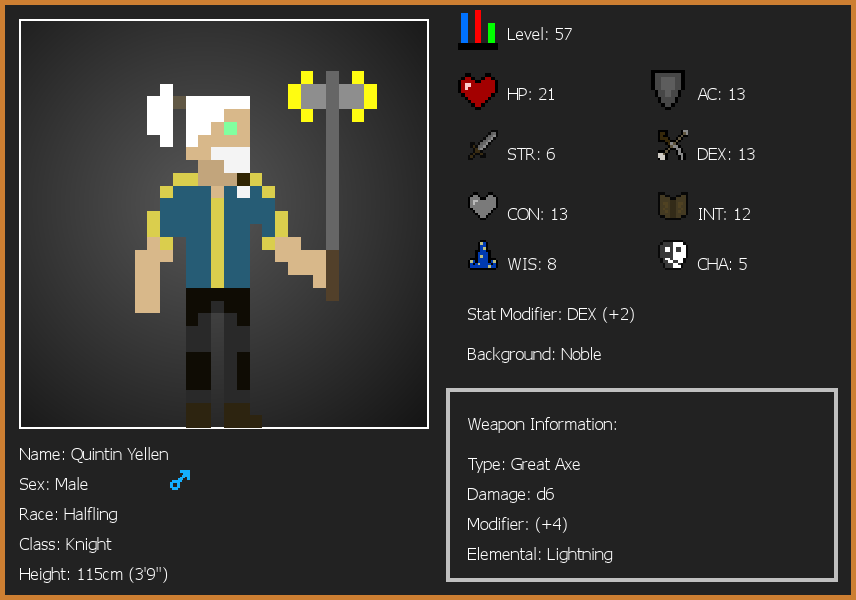 Level: 57
HP: 21
AC: 13
STR: 6
DEX: 13
CON: 13
INT: 12
WIS: 8
CHA: 5
Stat Modifier: DEX (+2)
Background: Noble
Weapon Information:
Type: Great Axe
Damage: d6
Modifier: (+4)
Elemental: Lightning
Name: Quintin Yellen
Sex: Male
Race: Halfling
Class: Knight
Height: 115cm (3'9")